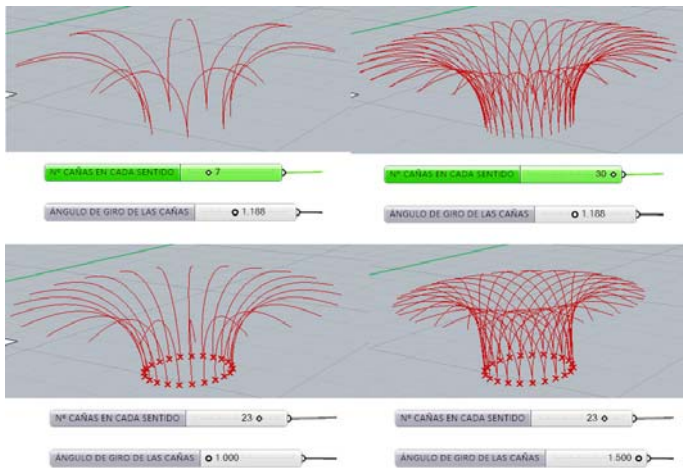 Nº CAÑAS EN CADA SENTIDO 7
Nº CAÑAS EN CADA SENTIDO 30
ÁNGULO DE GIRO DE LAS CAÑAS 1.188
ÁNGULO DE GIRO DE LAS CAÑAS 1.188
Nº CAÑAS EN CADA SENTIDO 23
Nº CAÑAS EN CADA SENTIDO 23
ÁNGULO DE GIRO DE LAS CAÑAS 1.000
ÁNGULO DE GIRO DE LAS CAÑAS 1.500